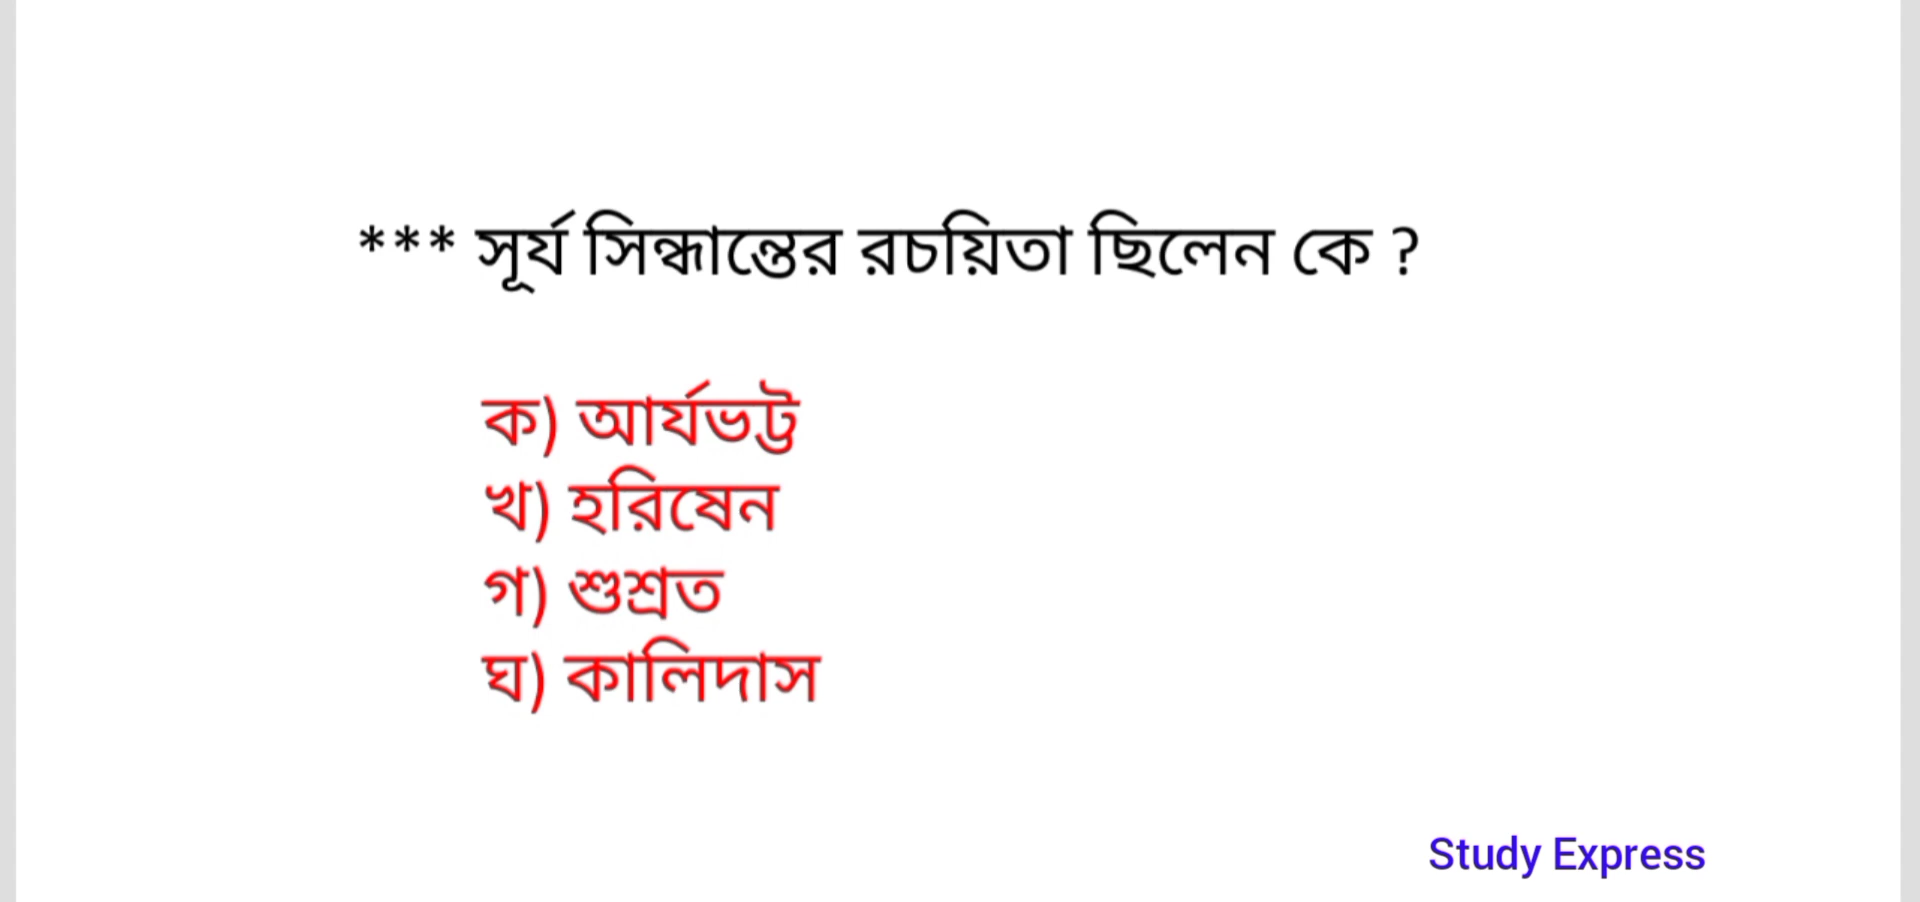 *** সূর্য সিন্ধান্তের রচয়িতা ছিলেন কে ?
ক) আর্যভট্ট
খ) হরিষেন
গ) শুশ্রত
ঘ) কালিদাস
Study Express